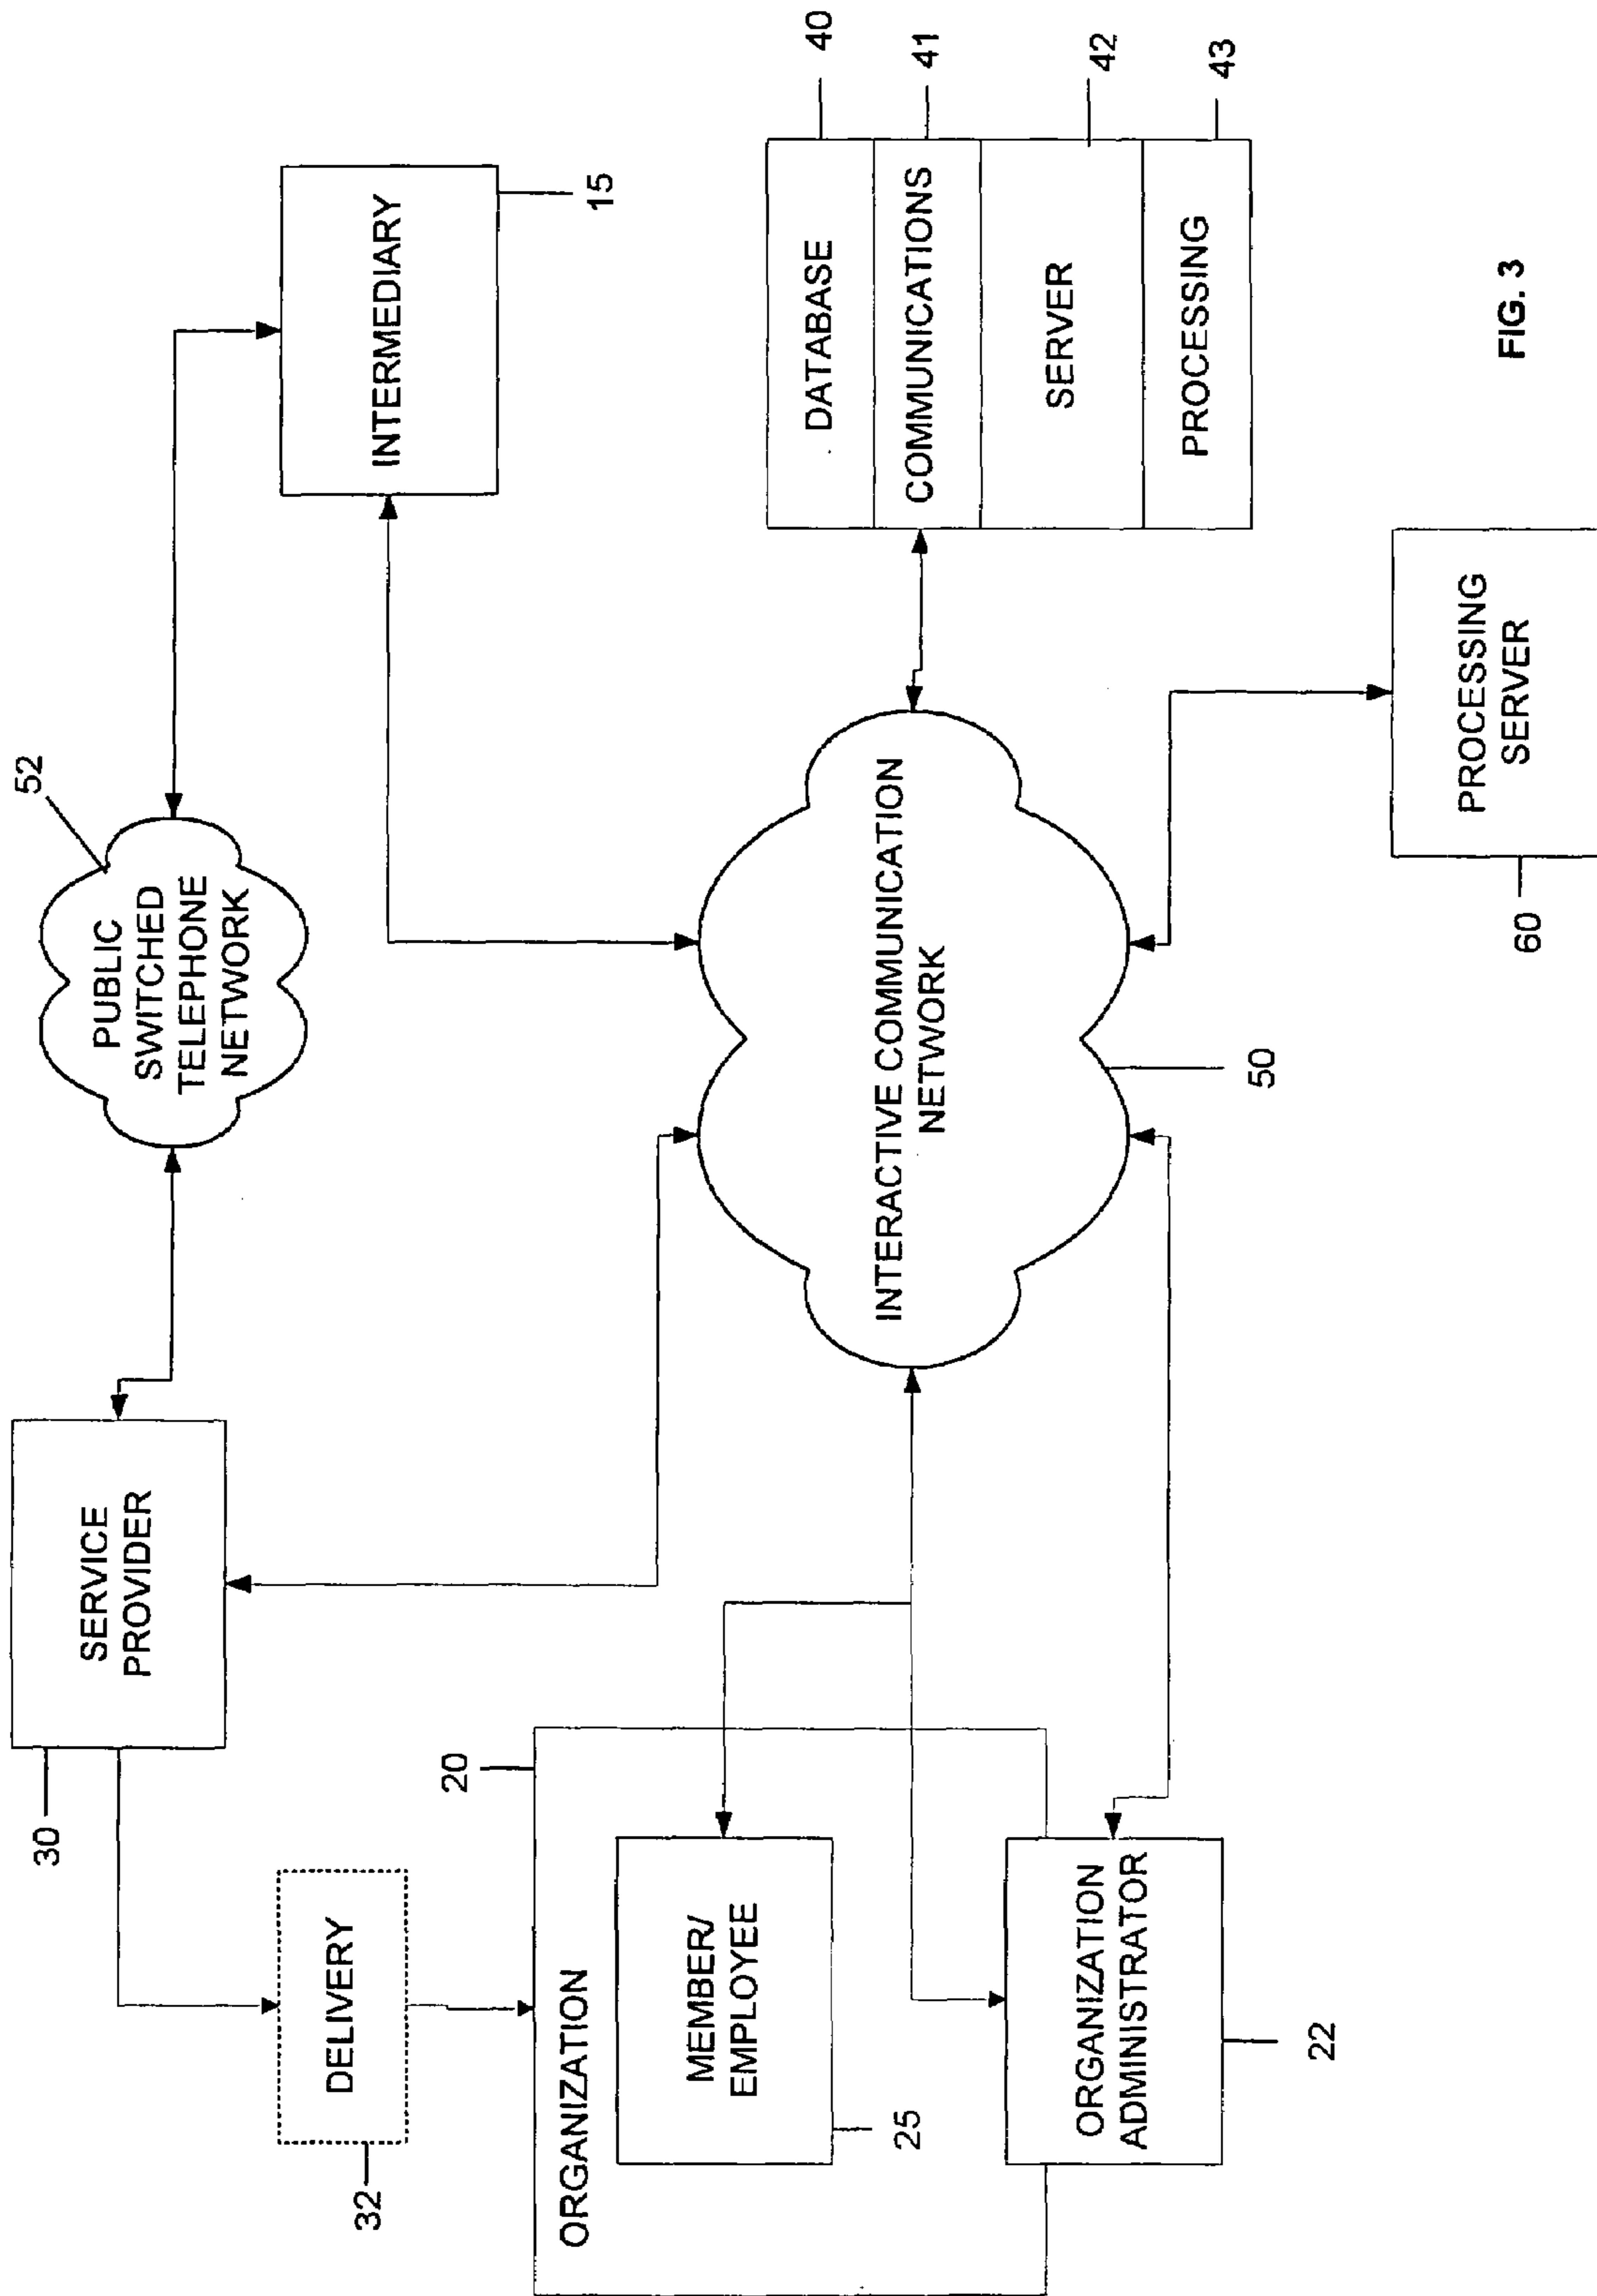 SERVICE
PROVIDER
30
PUBLIC
SWITCHED
TELEPHONE
NETWORK
52
INTERMEDIARY
15
DELIVERY
32
20
ORGANIZATION
MEMBER/
EMPLOYEE
25
ORGANIZATION
ADMINISTRATOR
22
INTERACTIVE COMMUNICATION
NETWORK
50
DATABASE
40
COMMUNICATIONS
41
SERVER
42
PROCESSING
43
PROCESSING
SERVER
60
FIG. 3